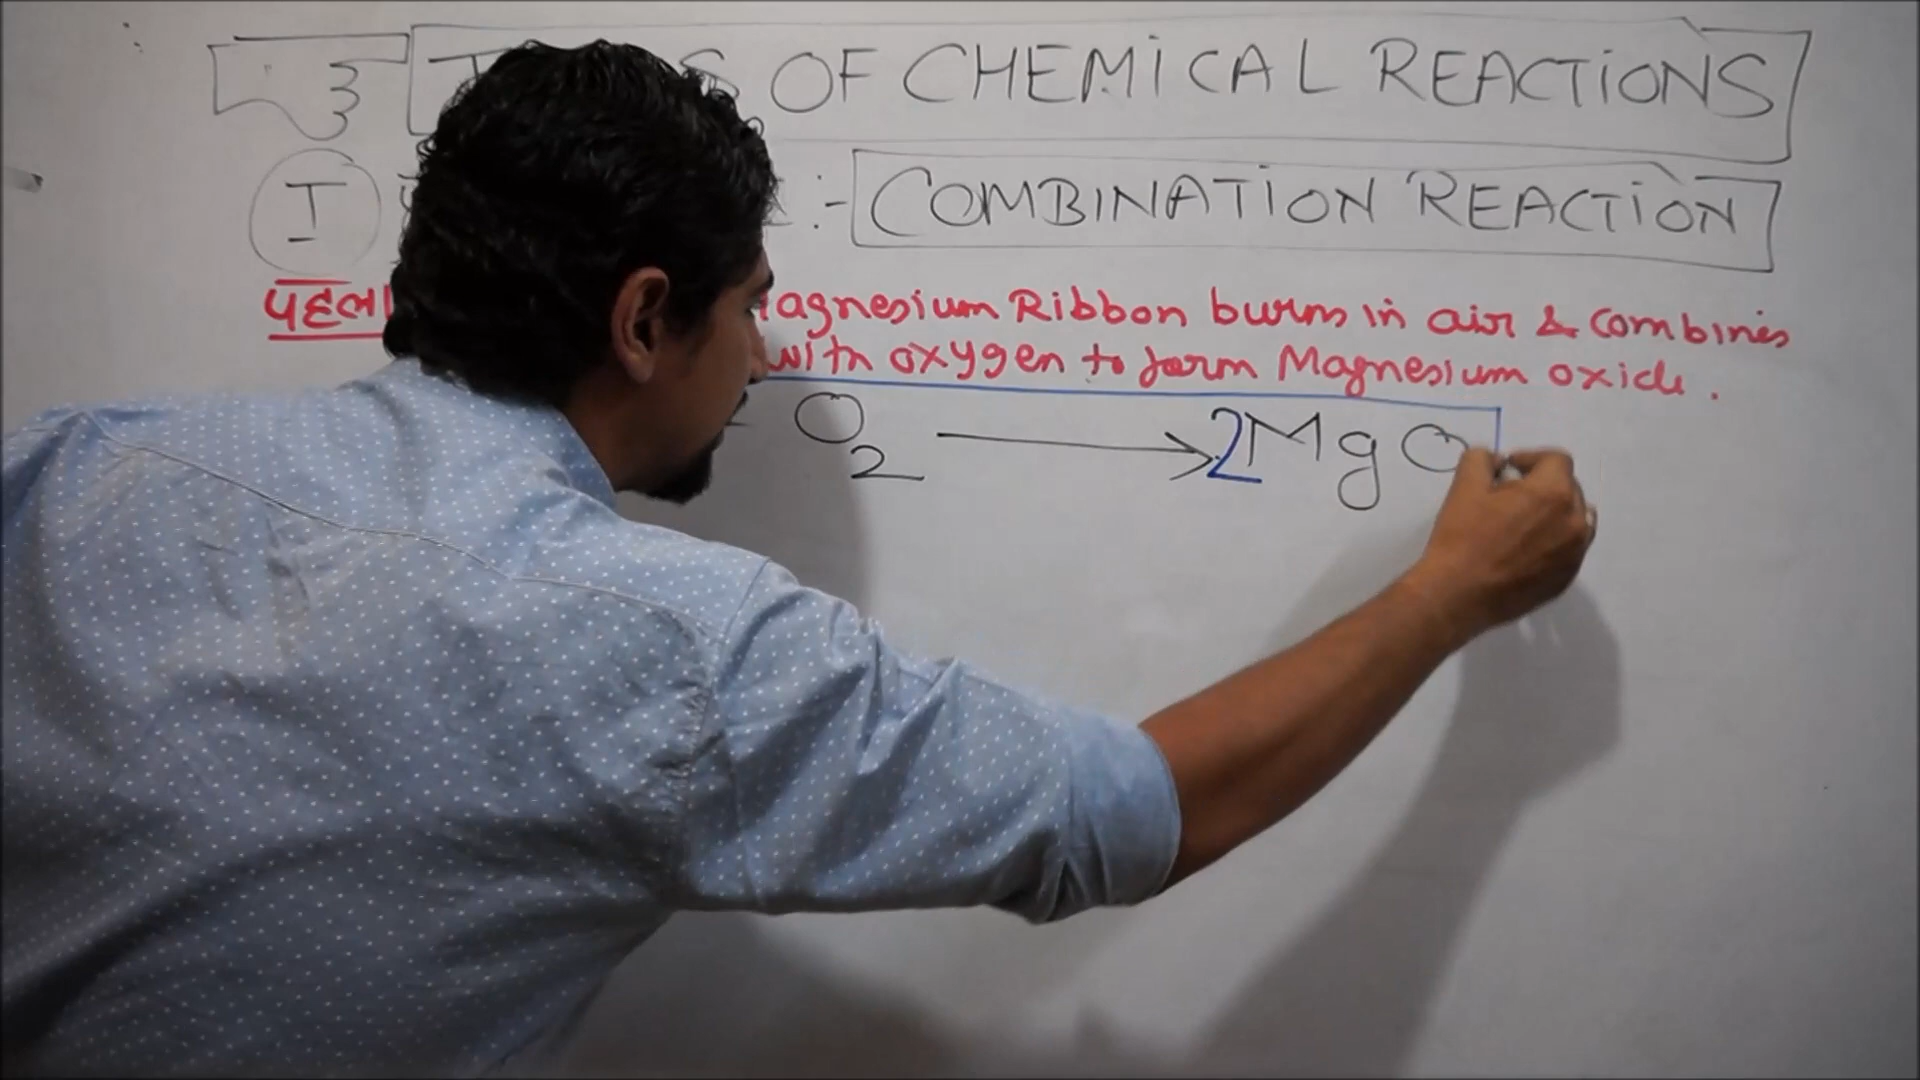 OF CHEMICAL REACTIONS
I :- COMBINATION REACTION
पहला agnesium Ribbon burns in air & combines
with oxygen to form Magnesium oxide.
O₂ → 2MgO